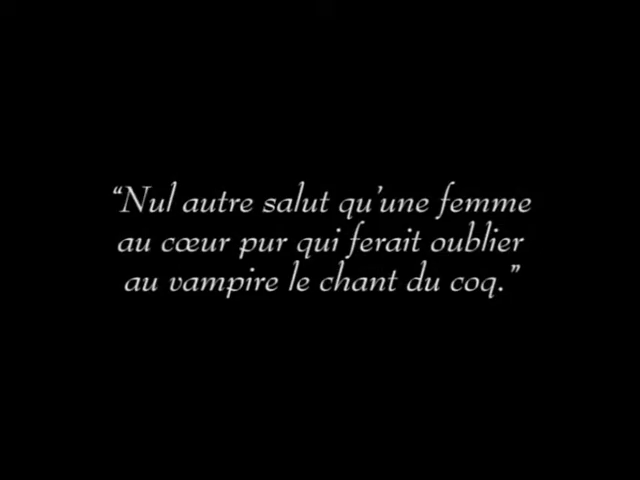 “Nul autre salut qu’une femme
au cœur pur qui ferait oublier
au vampire le chant du coq.”